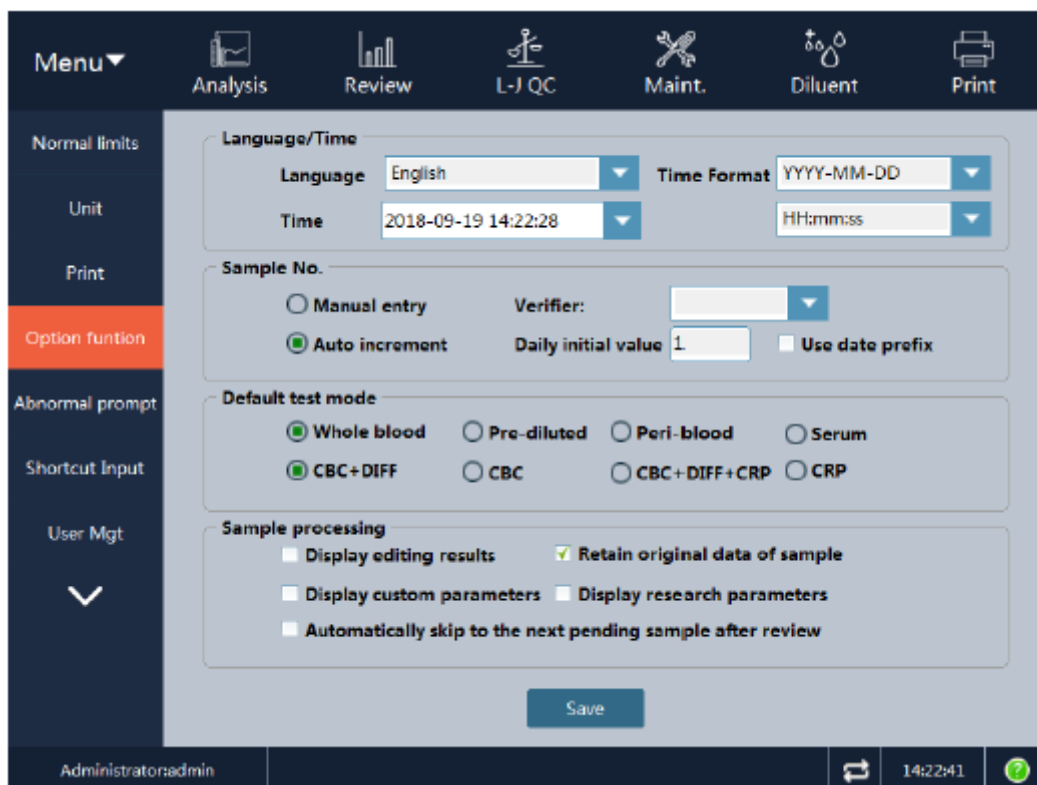 Menu
Analysis
Review
L-J QC
Maint.
Diluent
Print
Normal limits
Unit
Print
Option funtion
Abnormal prompt
Shortcut Input
User Mgt
Language/Time
Language English Time Format YYYY-MM-DD
Time 2018-09-19 14:22:28 HH:mm:ss
Sample No.
Manual entry Verifier:
Auto increment Daily initial value 1 Use date prefix
Default test mode
Whole blood Pre-diluted Peri-blood Serum
CBC+DIFF CBC CBC+DIFF+CRP CRP
Sample processing
Display editing results Retain original data of sample
Display custom parameters Display research parameters
Automatically skip to the next pending sample after review
Save
Administrator:admin 14:22:41 ?